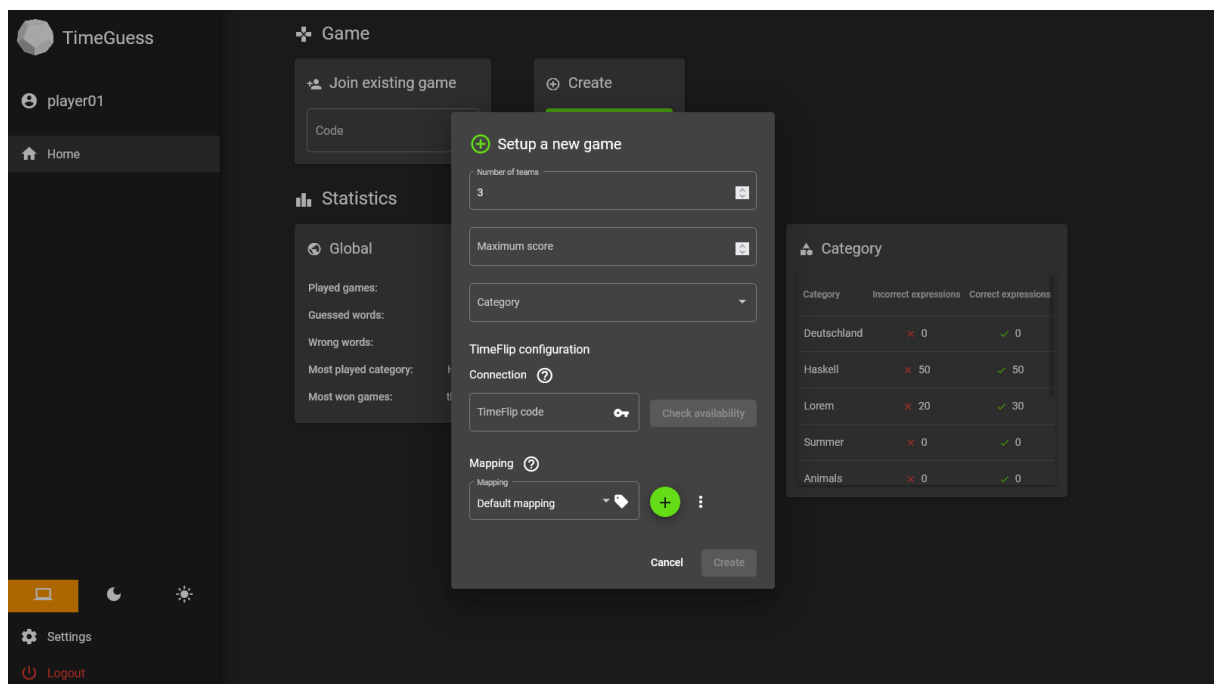 TimeGuess
player01
Home
Settings
Logout
Game
Join existing game
Code
Create
Statistics
Global
Played games:
Guessed words:
Wrong words:
Most played category:
Most won games:
Setup a new game
Number of teams
3
Maximum score
Category
TimeFlip configuration
Connection
TimeFlip code
Check availability
Mapping
Mapping
Default mapping
Cancel Create
Category
Category Incorrect expressions Correct expressions
Deutschland 0 0
Haskell 50 50
Lorem 20 30
Summer 0 0
Animals 0 0